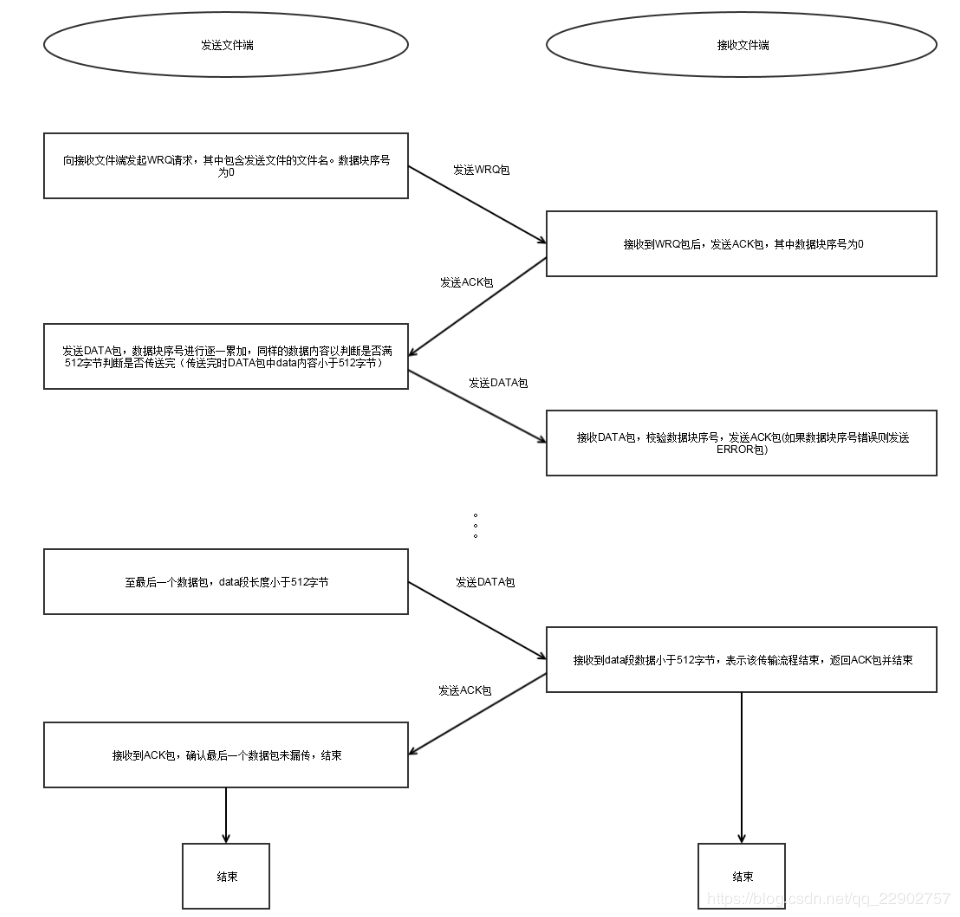 发送文件端
接收文件端
向接收文件端发起WRQ请求，其中包含发送文件的文件名。数据块序号
为0
发送WRQ包
接收到WRQ包后，发送ACK包，其中数据块序号为0
发送ACK包
发送DATA包，数据块序号进行逐一累加，同样的数据内容以判断是否满
512字节判断是否传送完（传送完时DATA包中data内容小于512字节）
发送DATA包
接收DATA包，校验数据块序号，发送ACK包(如果数据块序号错误则发送
ERROR包)
至最后一个数据包，data段长度小于512字节
发送DATA包
接收到data段数据小于512字节，表示该传输流程结束，返回ACK包并结束
发送ACK包
接收到ACK包，确认最后一个数据包未漏传，结束
结束
结束
https://blog.csdn.net/qq_22902757